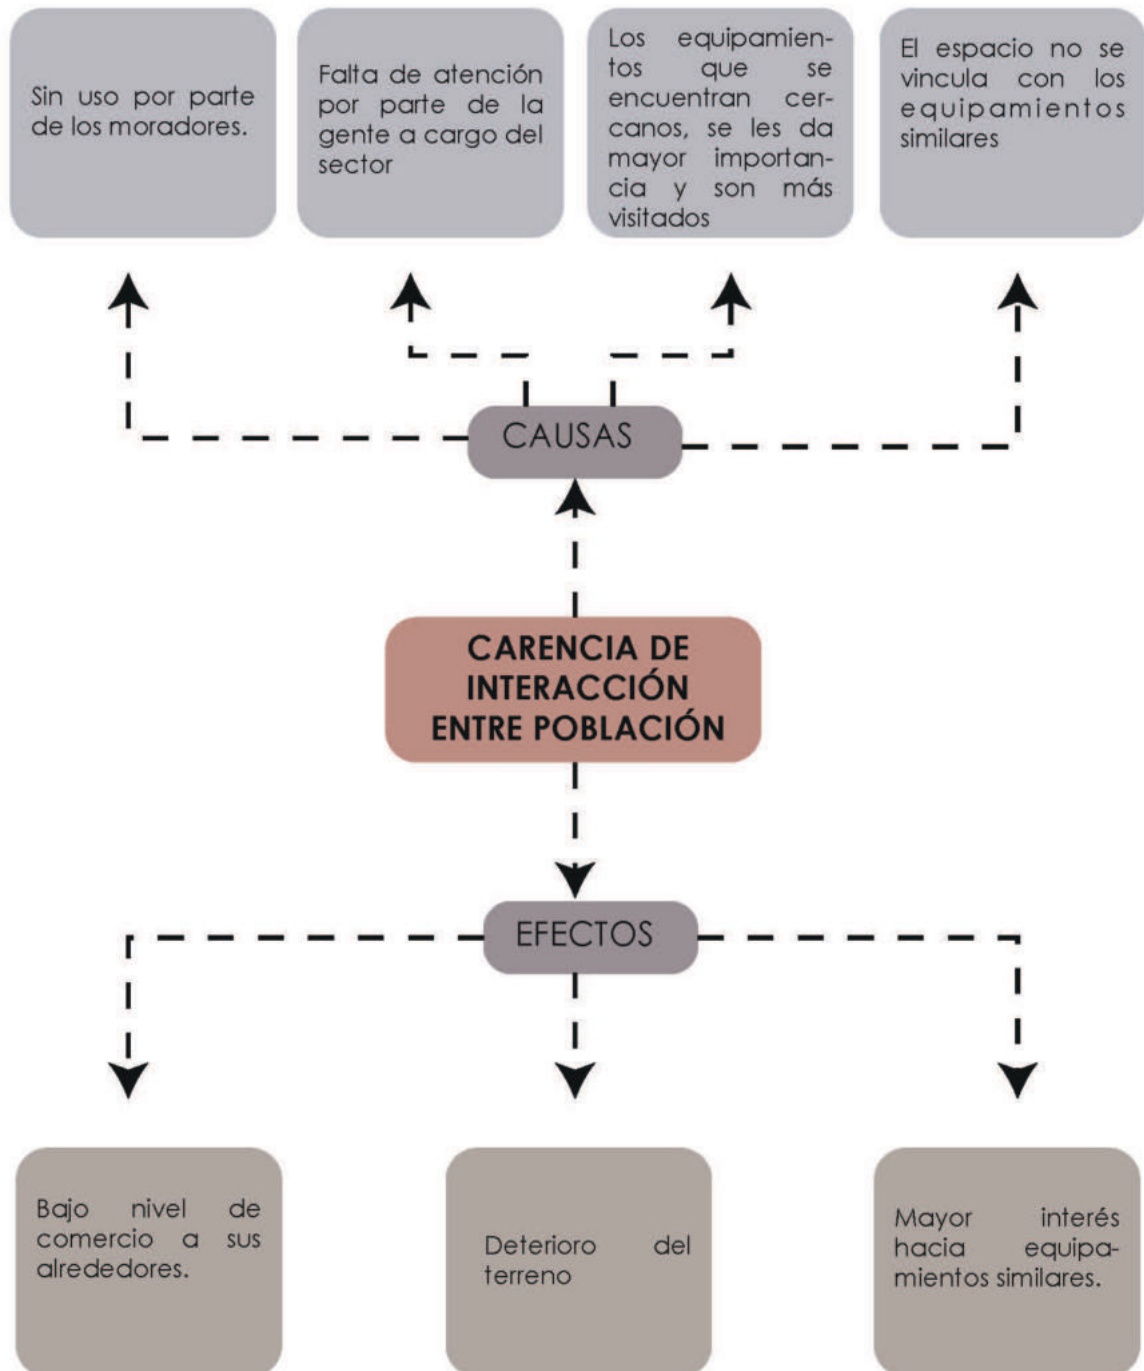 Sin uso por parte
de los moradores.
Falta de atención
por parte de la
gente a cargo del
sector
Los equipamien-
tos que se
encuentran cer-
canos, se les da
mayor importan-
cia y son más
visitados
El espacio no se
vincula con los
equipamientos
similares
CAUSAS
CARENCIA DE
INTERACCIÓN
ENTRE POBLACIÓN
EFECTOS
Bajo nivel de
comercio a sus
alrededores.
Deterioro del
terreno
Mayor interés
hacia equipa-
mientos similares.